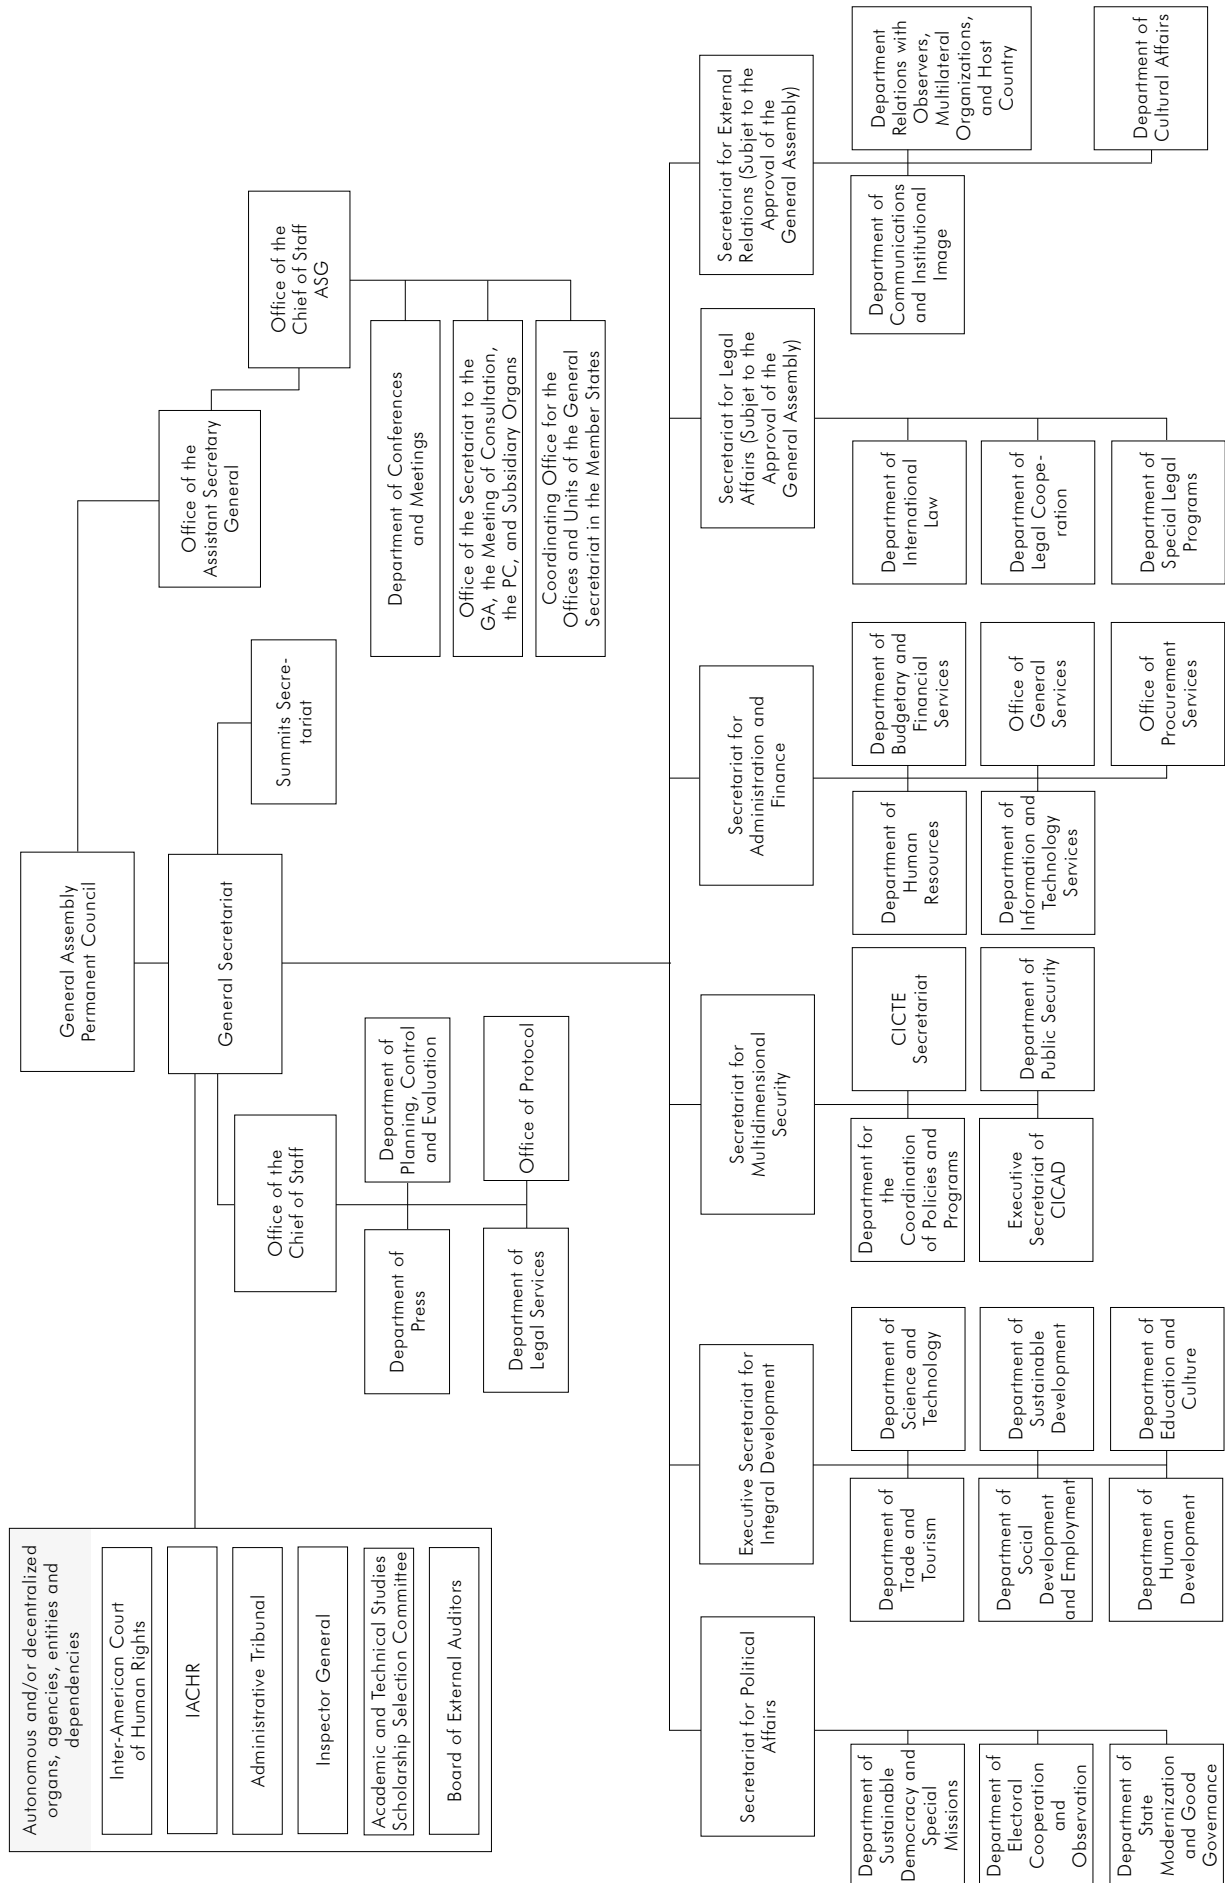 General Assembly
Permanent Council
General Secretariat
Office of the
Assistant Secretary
General
Office of the
Chief of Staff
ASG
Department of Conferences
and Meetings
Office of the Secretariat to the
GA, the Meeting of Consultation,
the PC, and Subsidiary Organs
Coordinating Office for the
Offices and Units of the General
Secretariat in the Member States
Summits Secre-
tariat
Office of the
Chief of Staff
Department of
Press
Department of
Planning, Control
and Evaluation
Department of
Legal Services
Office of Protocol
Autonomous and/or decentralized
organs, agencies, entities and
dependencies
Inter-American Court
of Human Rights
IACHR
Administrative Tribunal
Inspector General
Academic and Technical Studies
Scholarship Selection Committee
Board of External Auditors
Secretariat for Political
Affairs
Department of
Sustainable
Democracy and
Special
Missions
Department of
Electoral
Cooperation
and
Observation
Department of
State
Modernization
and Good
Governance
Executive Secretariat for
Integral Development
Department of
Trade and
Tourism
Department of
Science and
Technology
Department of
Social
Development
and Employment
Department of
Sustainable
Development
Department of
Human
Development
Department of
Education and
Culture
Secretariat for
Multidimensional
Security
Department for
the
Coordination
of Policies and
Programs
CICTE
Secretariat
Executive
Secretariat of
CICAD
Department of
Public Security
Secretariat for
Administration and
Finance
Department of
Human
Resources
Department of
Budgetary and
Financial
Services
Department of
Information and
Technology
Services
Office of
General
Services
Office of
Procurement
Services
Secretariat for Legal
Affairs (Subjet to the
Approval of the
General Assembly)
Department of
International
Law
Department of
Legal Coope-
ration
Department of
Special Legal
Programs
Secretariat for External
Relations (Subjet to the
Approval of the
General Assembly)
Department of
Communications
and Institutional
Image
Department
Relations with
Observers,
Multilateral
Organizations,
and Host
Country
Department of
Cultural Affairs